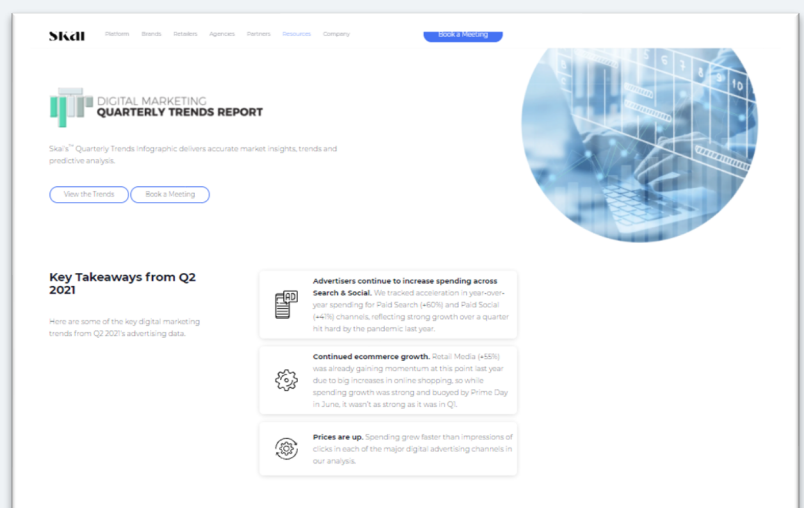 Skai Platform Brands Retailers Agencies Partners Resources Company Book a Meeting
DIGITAL MARKETING
QUARTERLY TRENDS REPORT
Skai's™ Quarterly Trends Infographic delivers accurate market insights, trends and
predictive analysis.
View the Trends Book a Meeting
Key Takeaways from Q2
2021
Here are some of the key digital marketing
trends from Q2 2021's advertising data.
AD
Advertisers continue to increase spending across
Search & Social. We tracked acceleration in year-over-
year spending for Paid Search (+60%) and Paid Social
(+41%) channels, reflecting strong growth over a quarter
hit hard by the pandemic last year.
Continued ecommerce growth. Retail Media (+55%)
was already gaining momentum at this point last year
due to big increases in online shopping, so while
spending growth was strong and buoyed by Prime Day
in June, it wasn't as strong as it was in Q1.
Prices are up. Spending grew faster than impressions of
clicks in each of the major digital advertising channels in
our analysis.